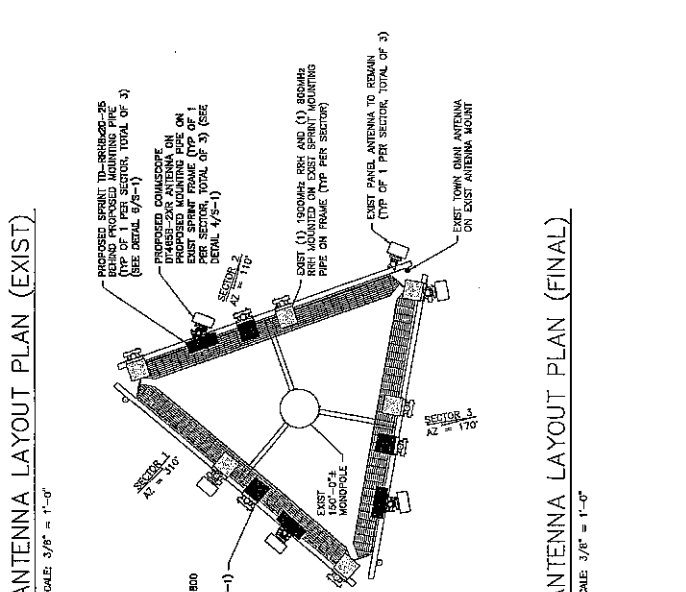 ANTENNA LAYOUT PLAN (EXIST)
CALE: 3/8" = 1'-0"
PROPOSED SPRINT TD-RRH8x20-25
BEHIND PROPOSED MOUNTING PIPE
(TYP OF 1 PER SECTOR, TOTAL OF 3)
(SEE DETAIL 6/S-1)
PROPOSED COMMSCOPE
DT465B-2XR ANTENNA ON
PROPOSED MOUNTING PIPE ON
EXIST SPRINT FRAME (TYP OF 1
PER SECTOR, TOTAL OF 3) (SEE
DETAIL 4/S-1)
SECTOR 2
AZ = 110°
EXIST (1) 1900MHz RRH AND (1) 800MHz
RRH MOUNTED ON EXIST SPRINT MOUNTING
PIPE ON FRAME (TYP PER SECTOR)
EXIST PANEL ANTENNA TO REMAIN
(TYP OF 1 PER SECTOR, TOTAL OF 3)
EXIST TOWN OMNI ANTENNA
ON EXIST ANTENNA MOUNT
SECTOR 1
AZ = 310°
EXIST
150'-0"±
MONOPOLE
SECTOR 3
AZ = 170°
800
-1)
ANTENNA LAYOUT PLAN (FINAL)
CALE: 3/8" = 1'-0"